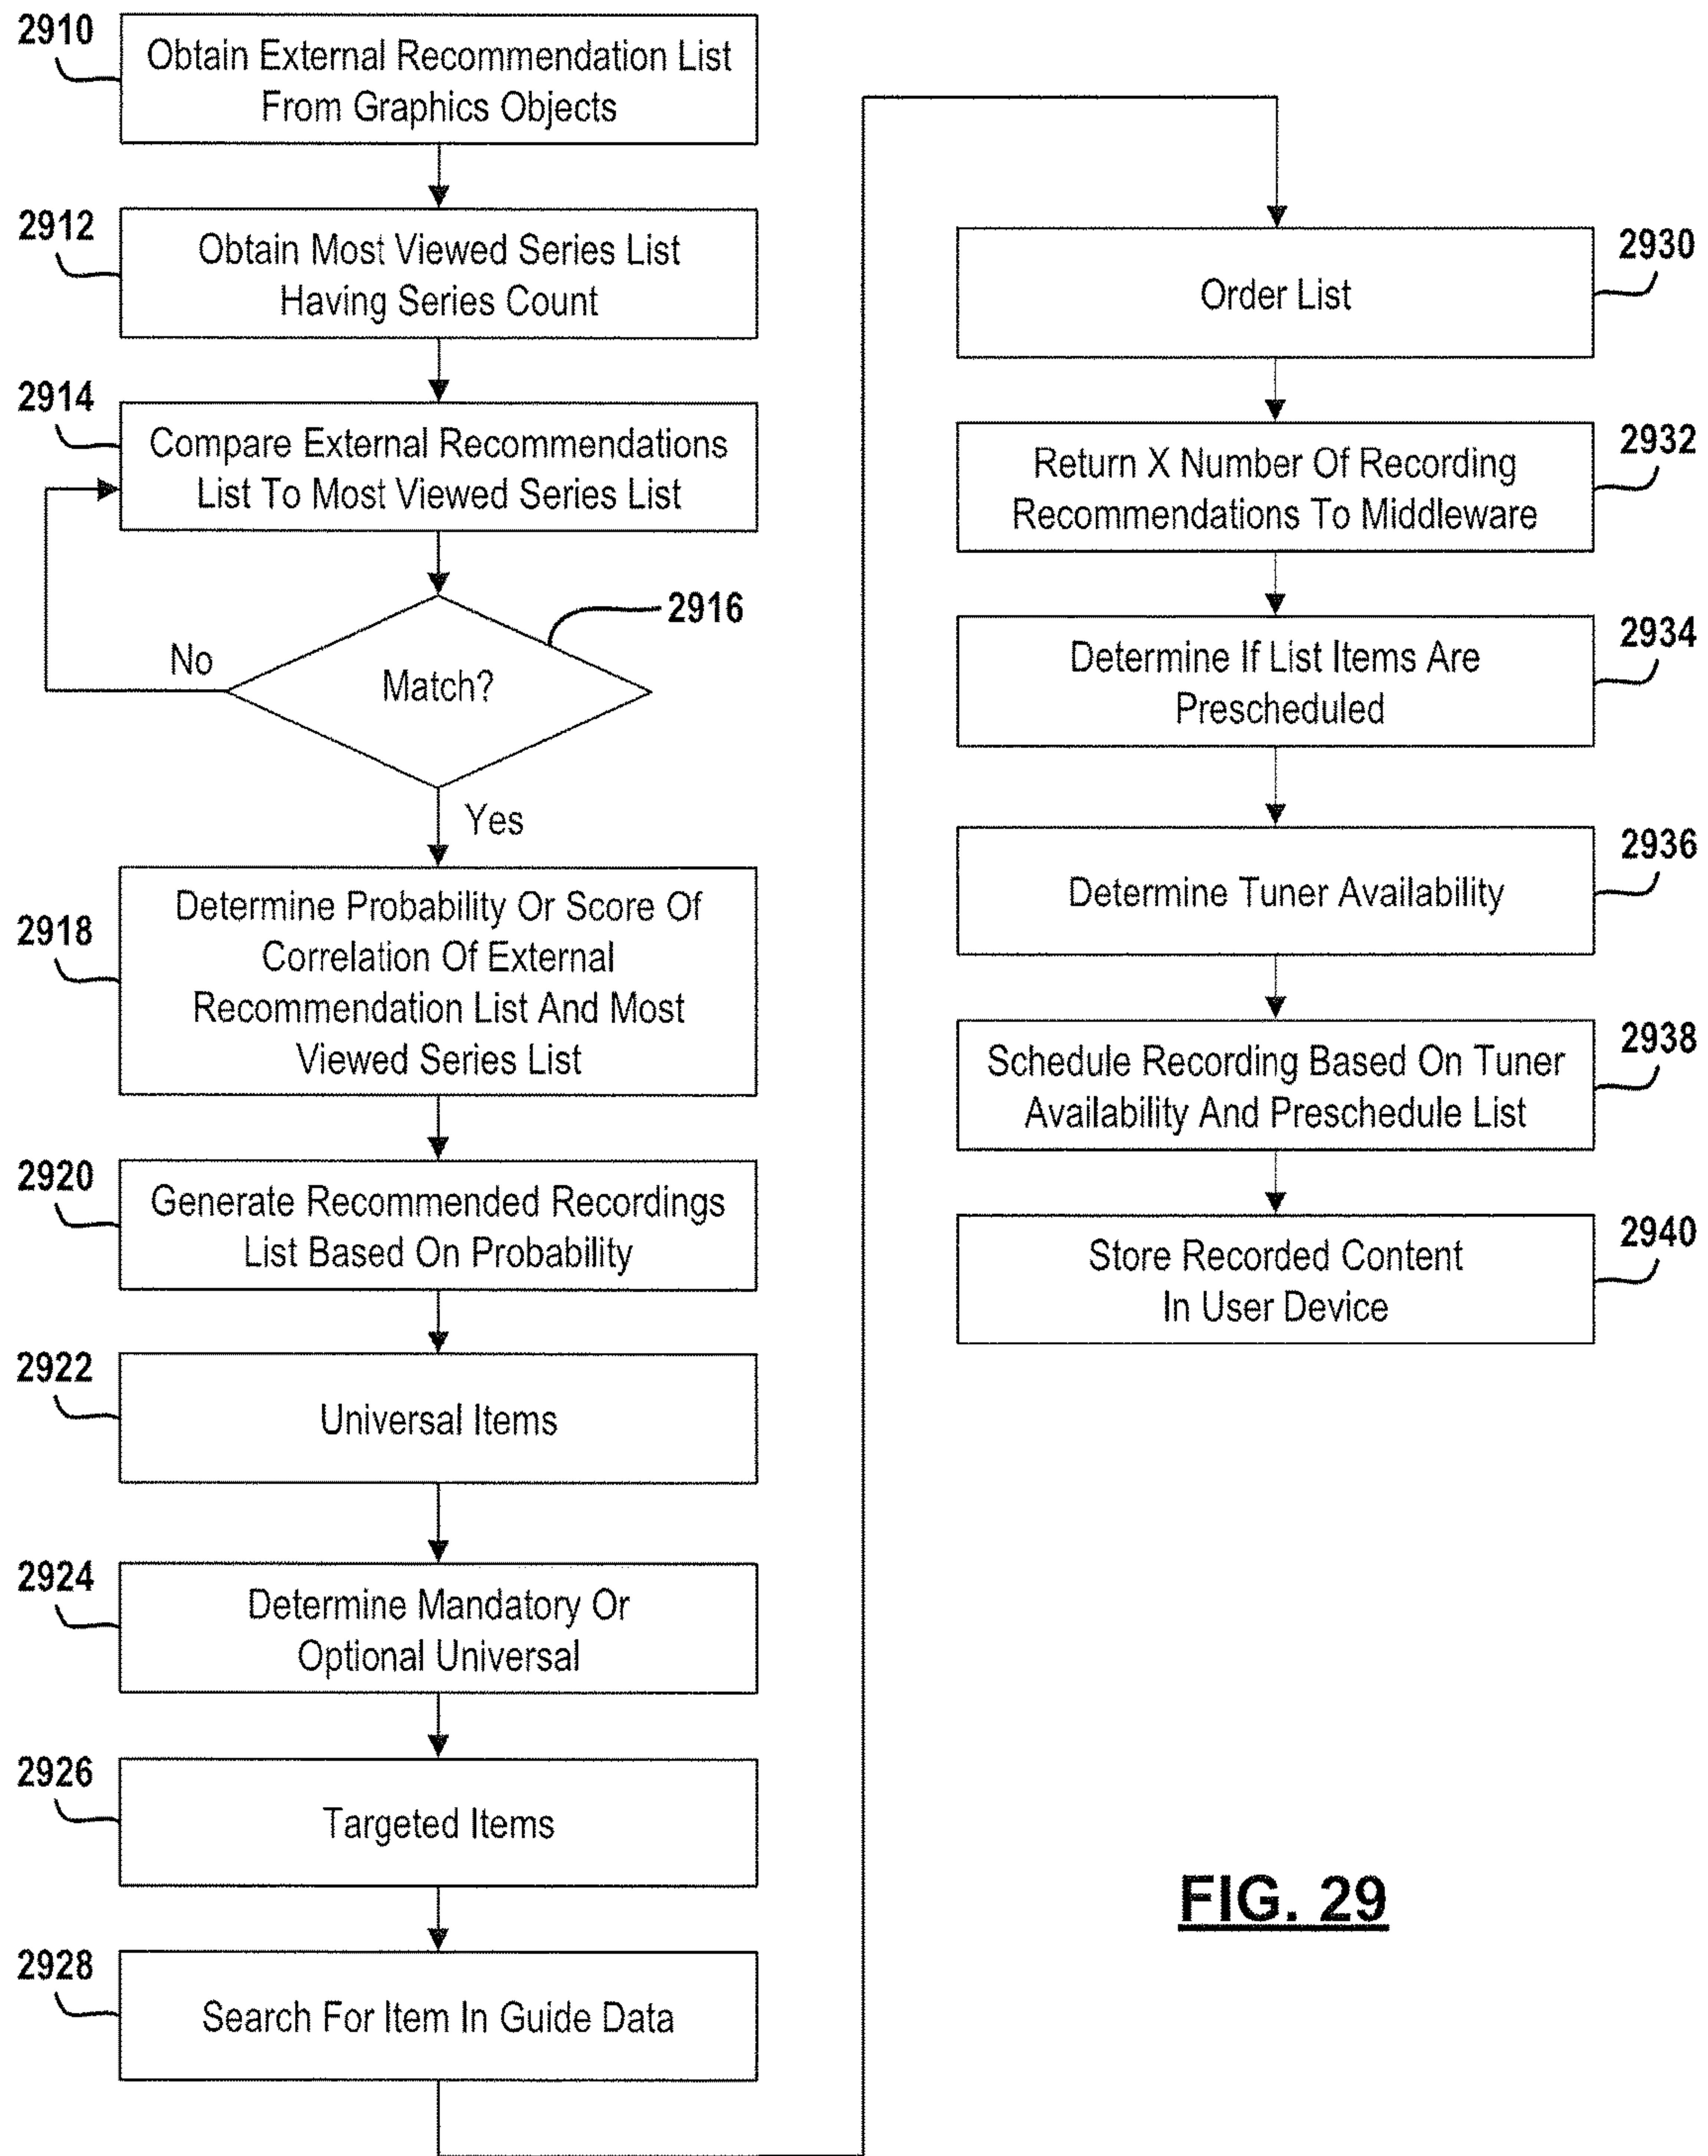 2910
Obtain External Recommendation List
From Graphics Objects
2912
Obtain Most Viewed Series List
Having Series Count
2914
Compare External Recommendations
List To Most Viewed Series List
2916
No
Match?
Yes
2918
Determine Probability Or Score Of
Correlation Of External
Recommendation List And Most
Viewed Series List
2920
Generate Recommended Recordings
List Based On Probability
2922
Universal Items
2924
Determine Mandatory Or
Optional Universal
2926
Targeted Items
2928
Search For Item In Guide Data
2930
Order List
2932
Return X Number Of Recording
Recommendations To Middleware
2934
Determine If List Items Are
Prescheduled
2936
Determine Tuner Availability
2938
Schedule Recording Based On Tuner
Availability And Preschedule List
2940
Store Recorded Content
In User Device
FIG. 29